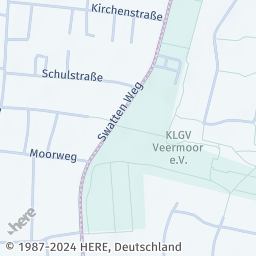 Kirchenstraße
Schulstraße
Swatten Weg
KLGV
Veermoor
e.V.
Moorweg
here
© 1987-2024 HERE, Deutschland